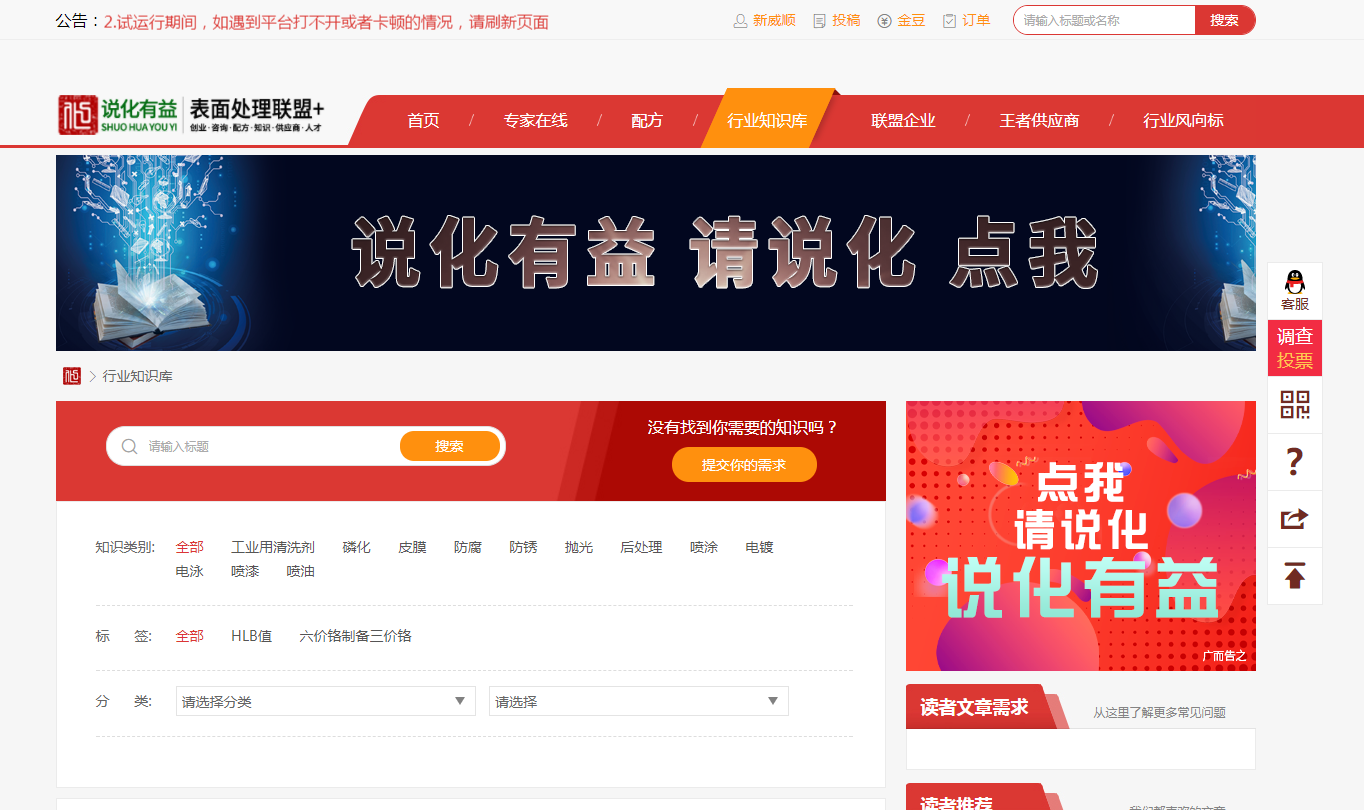 公告：2.试运行期间，如遇到平台打不开或者卡顿的情况，请刷新页面
新威顺 投稿 金豆 订单 请输入标题或名称 搜索
说化有益 SHUO HUA YOU YI 表面处理联盟+
创业·咨询·配方·知识·供应商·人才
首页 / 专家在线 / 配方 / 行业知识库 联盟企业 / 王者供应商 / 行业风向标
说化有益 请说化 点我
客服
调查
投票
行业知识库
请输入标题 搜索
没有找到你需要的知识吗？
提交你的需求
知识类别: 全部 工业用清洗剂 磷化 皮膜 防腐 防锈 抛光 后处理 喷涂 电镀
电泳 喷漆 喷油
标 签: 全部 HLB值 六价铬制备三价铬
分 类: 请选择分类 请选择
点我
请说化
说化有益
广而告之
读者文章需求 从这里了解更多常见问题
读者推荐